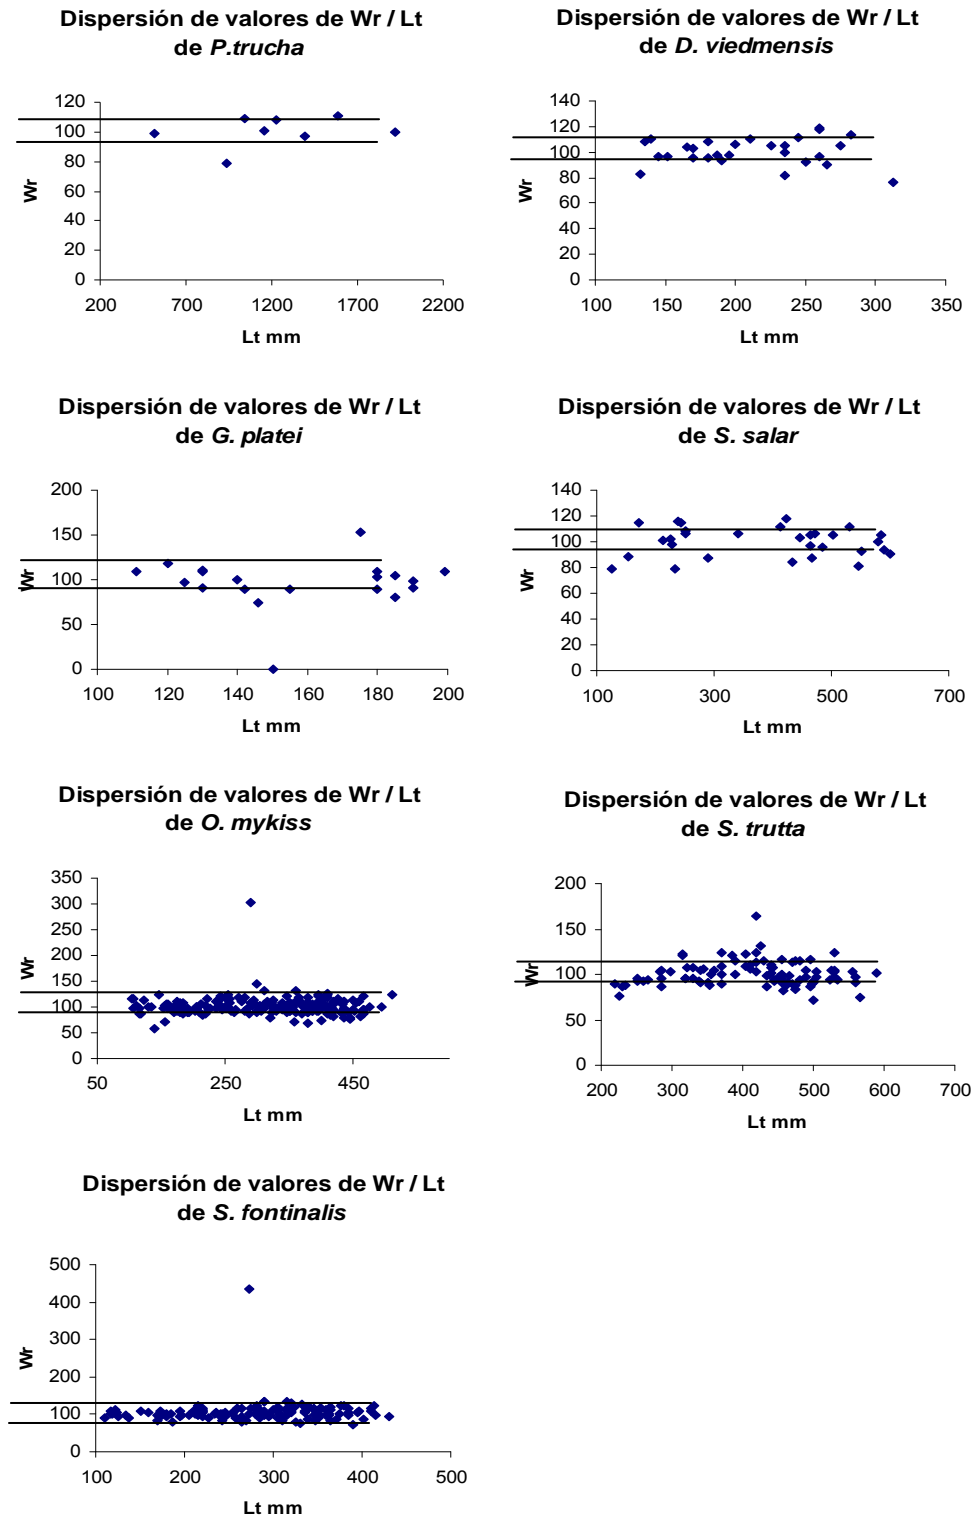 Dispersión de valores de Wr / Lt
de P.trucha
120
100
80
60
40
20
0
Wr
200 700 1200 1700 2200
Lt mm
Dispersión de valores de Wr / Lt
de D. viedmensis
140
120
100
80
60
40
20
0
Wr
100 150 200 250 300 350
Lt mm
Dispersión de valores de Wr / Lt
de G. platei
200
150
100
50
0
Wr
100 120 140 160 180 200
Lt mm
Dispersión de valores de Wr / Lt
de S. salar
140
120
100
80
60
40
20
0
Wr
100 300 500 700
Lt mm
Dispersión de valores de Wr / Lt
de O. mykiss
350
300
250
200
150
100
50
0
Wr
50 250 450
Lt mm
Dispersión de valores de Wr / Lt
de S. trutta
200
150
100
50
0
Wr
200 300 400 500 600 700
Lt mm
Dispersión de valores de Wr / Lt
de S. fontinalis
500
400
300
200
100
0
Wr
100 200 300 400 500
Lt mm